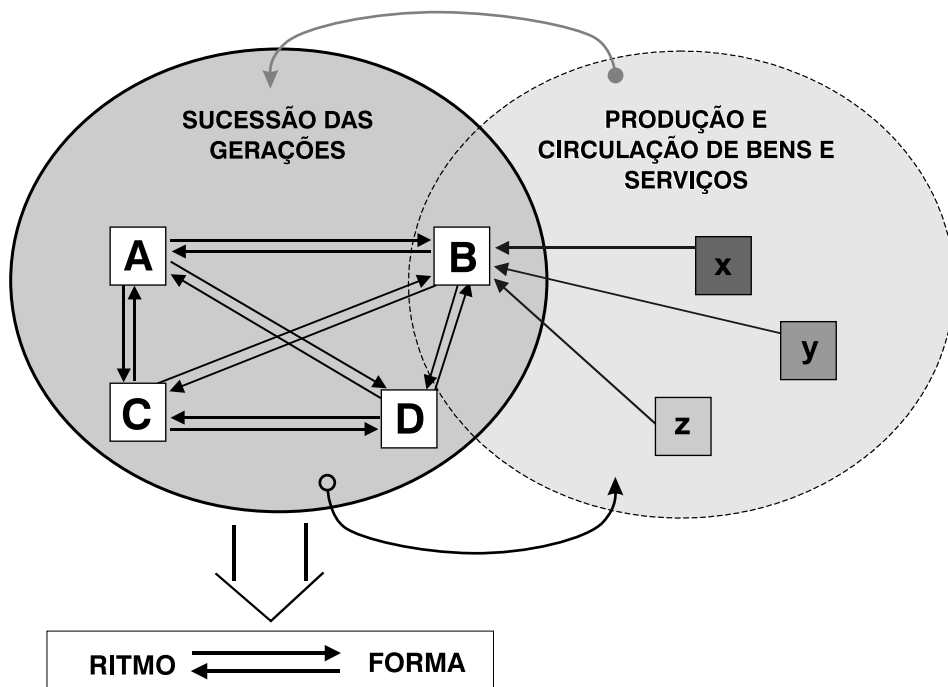 SUCESSÃO DAS
GERAÇÕES
PRODUÇÃO E
CIRCULAÇÃO DE BENS E
SERVIÇOS
A
B
x
y
C
D
z
RITMO
FORMA